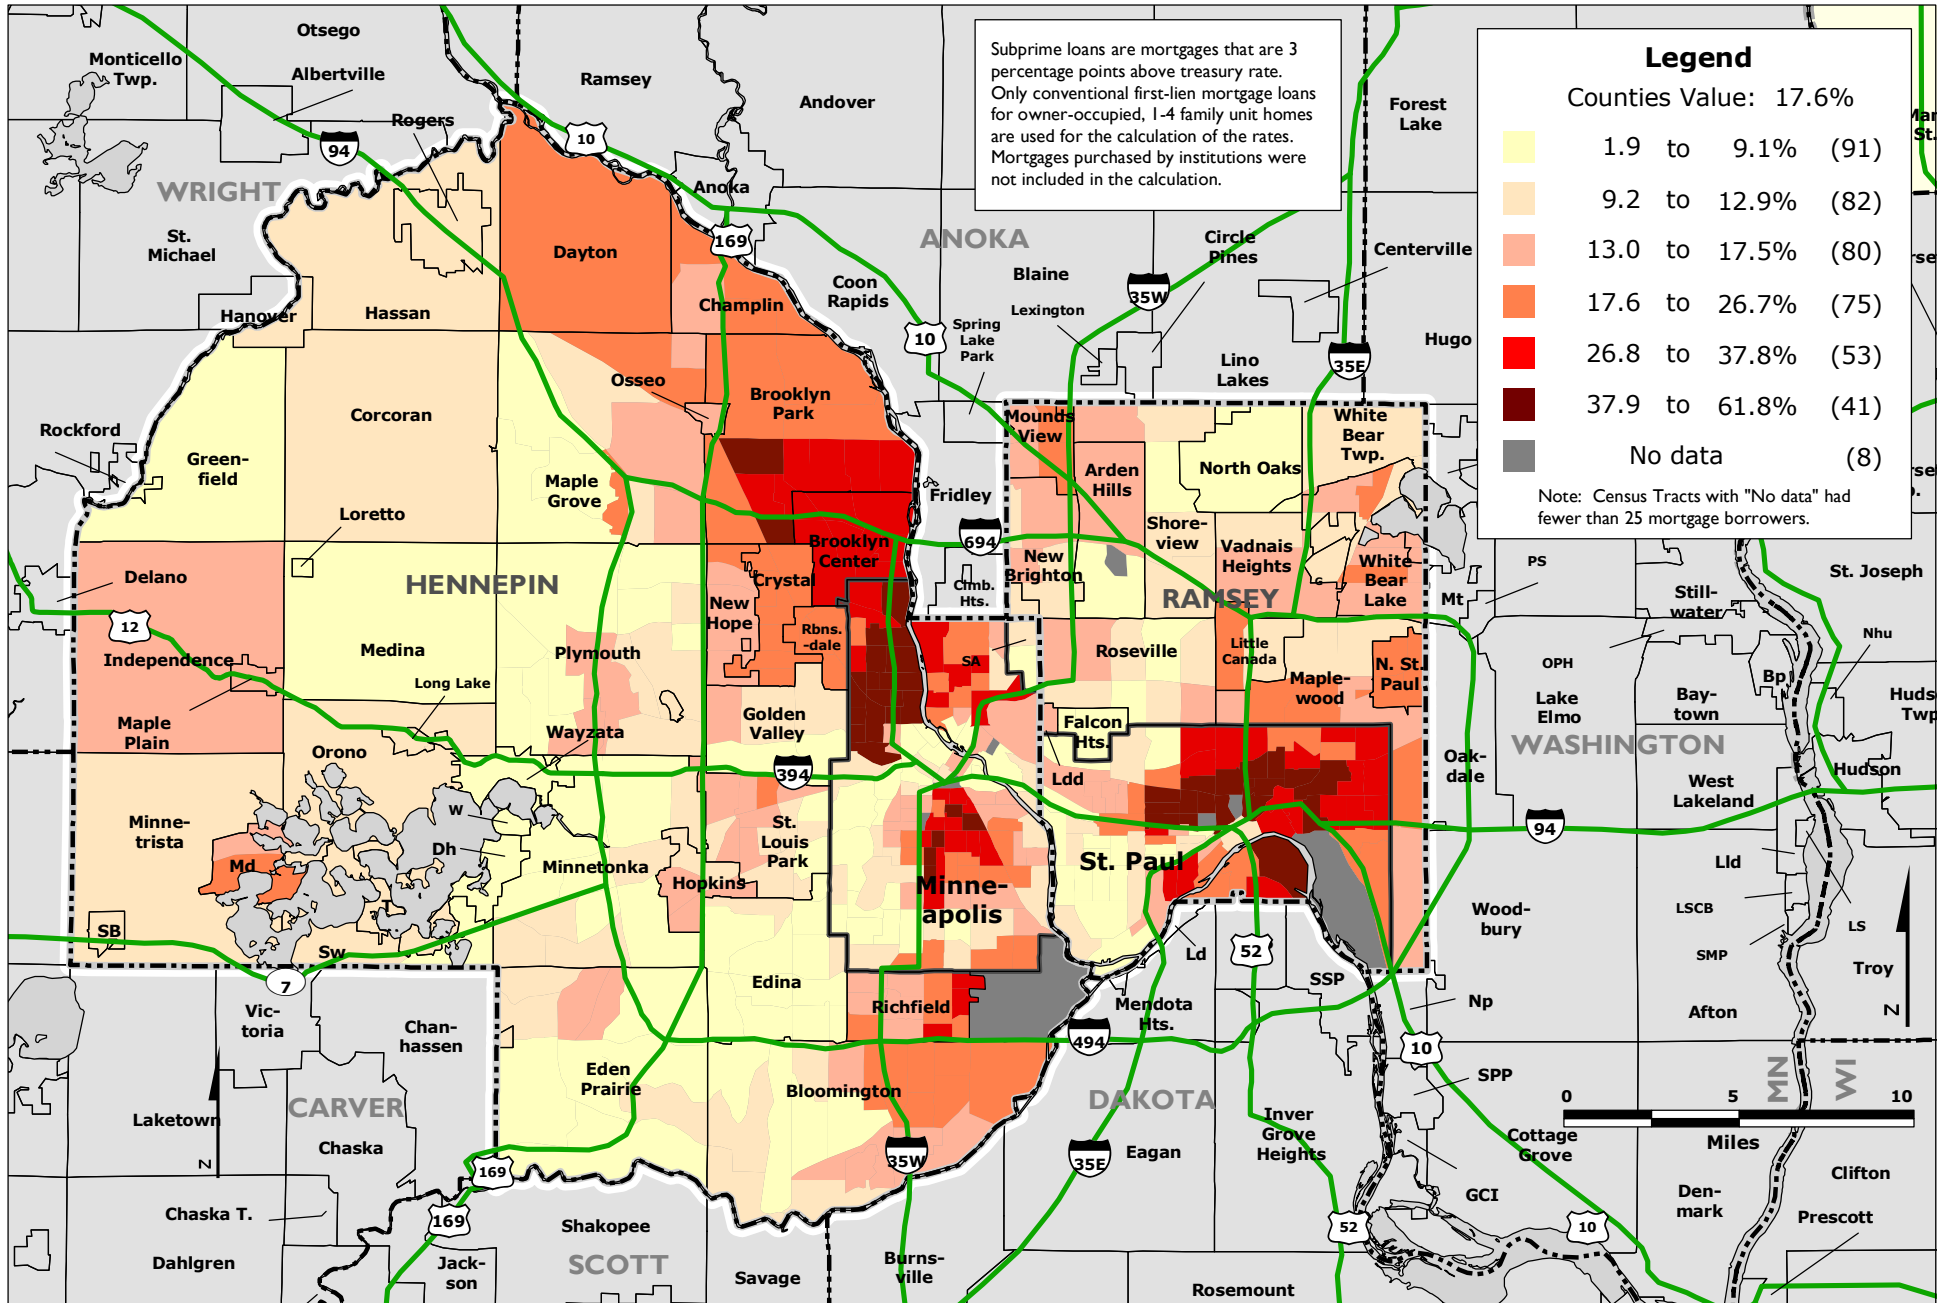 Subprime loans are mortgages that are 3
percentage points above treasury rate.
Only conventional first-lien mortgage loans
for owner-occupied, 1-4 family unit homes
are used for the calculation of the rates.
Mortgages purchased by institutions were
not included in the calculation.
Legend
Counties Value: 17.6%
1.9 to 9.1% (91)
9.2 to 12.9% (82)
13.0 to 17.5% (80)
17.6 to 26.7% (75)
26.8 to 37.8% (53)
37.9 to 61.8% (41)
No data (8)
Note: Census Tracts with "No data" had
fewer than 25 mortgage borrowers.
Otsego
Monticello
Twp.
Albertville
Ramsey
Andover
Forest
Lake
Rogers
94
10
Anoka
WRIGHT
St.
Michael
169
ANOKA
Circle
Pines
Centerville
Dayton
Blaine
Coon
Rapids
35W
Lexington
Champlin
Hanover
Hassan
Spring
Lake
Park
10
Lino
Lakes
35E
Hugo
Osseo
Brooklyn
Park
Corcoran
Mounds
View
White
Bear
Twp.
Rockford
Green-
field
Maple
Grove
Arden
Hills
North Oaks
Fridley
Loretto
Shore-
view
694
Brooklyn
Center
Vadnais
Heights
New
Brighton
White
Bear
Lake
G
PS
St. Joseph
Delano
HENNEPIN
Crystal
Clmb.
Hts.
RAMSEY
Mt
Still-
water
12
New
Hope
Rbns.
-dale
Nhu
Independence
Medina
Plymouth
SA
Roseville
Little
Canada
Maple-
wood
N. St.
Paul
OPH
Bp
Long Lake
Lake
Elmo
Bay-
town
Maple
Plain
Golden
Valley
Falcon
Hts.
Wayzata
Orono
WASHINGTON
394
Ldd
Oak-
dale
Hudson
West
Lakeland
Minne-
trista
W
St.
Louis
Park
94
Dh
Md
Minnetonka
Hopkins
St. Paul
Lld
Minne-
apolis
T
LSCB
Wood-
bury
LS
SB
Sw
Ld
52
SMP
Troy
7
Edina
SSP
Vic-
toria
Chan-
hassen
Richfield
Mendota
Hts.
Np
Afton
N
494
10
Eden
Prairie
Bloomington
SPP
MN
WI
CARVER
DAKOTA
0 5 10
Miles
Laketown
Chaska
N
Inver
Grove
Heights
Cottage
Grove
35W
35E
Eagan
169
Clifton
GCI
Den-
mark
Chaska T.
169
Shakopee
52
10
Prescott
Dahlgren
Jack-
son
SCOTT
Savage
Burns-
ville
Rosemount